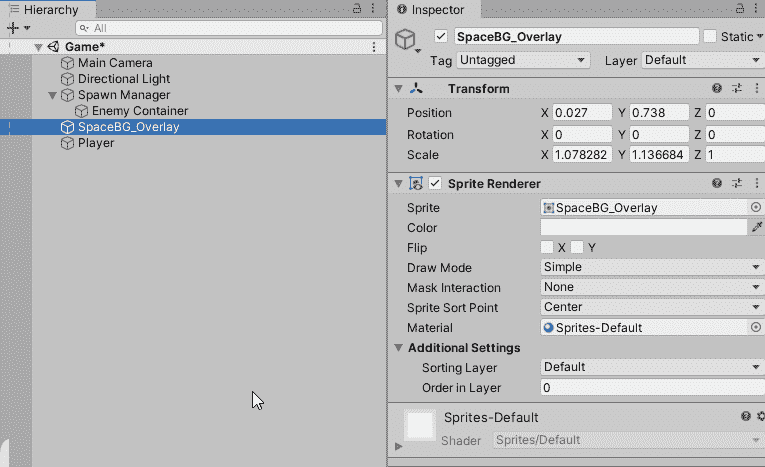 Hierarchy
All
Game*
Main Camera
Directional Light
Spawn Manager
Enemy Container
SpaceBG_Overlay
Player
Inspector
SpaceBG_Overlay Static
Tag Untagged Layer Default
Transform
Position X 0.027 Y 0.738 Z 0
Rotation X 0 Y 0 Z 0
Scale X 1.078282 Y 1.136684 Z 1
Sprite Renderer
Sprite SpaceBG_Overlay
Color
Flip X Y
Draw Mode Simple
Mask Interaction None
Sprite Sort Point Center
Material Sprites-Default
Additional Settings
Sorting Layer Default
Order in Layer 0
Sprites-Default
Shader Sprites/Default